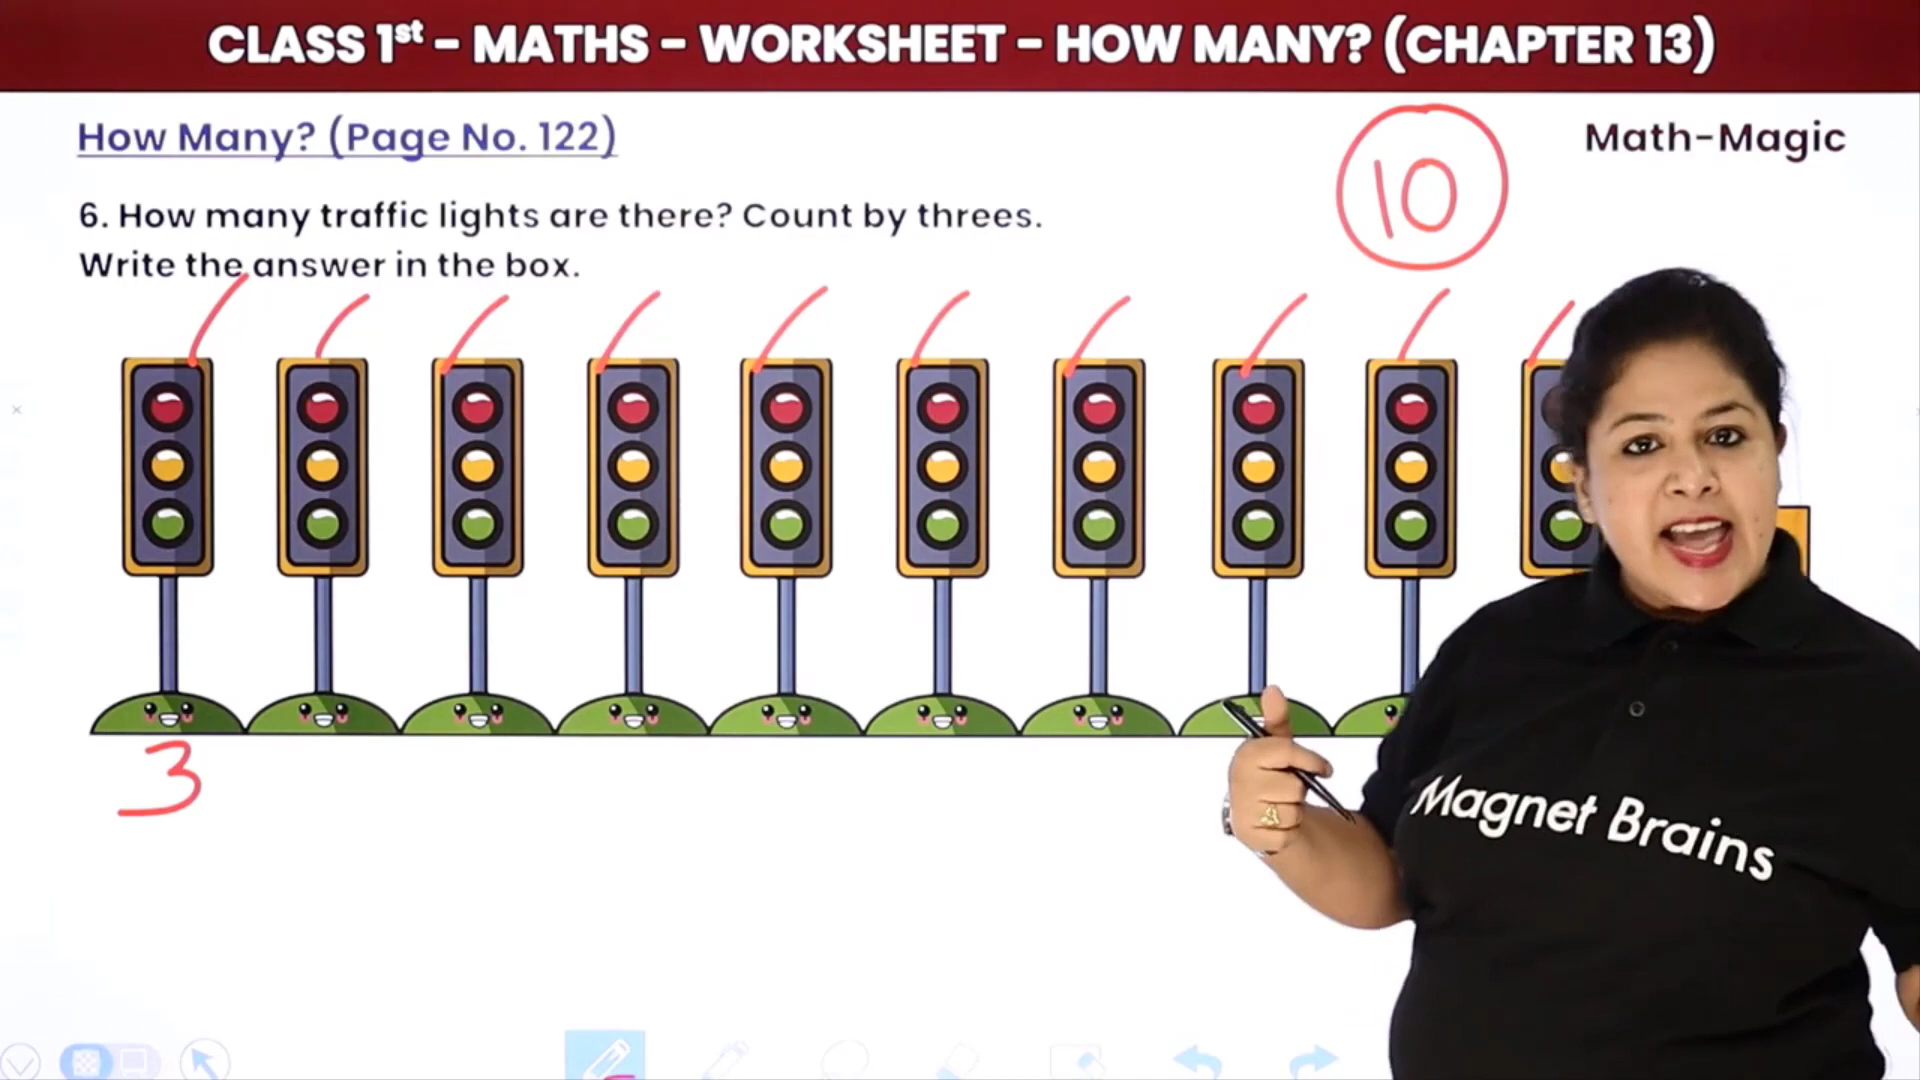 CLASS 1st - MATHS - WORKSHEET - HOW MANY? (CHAPTER 13)
How Many? (Page No. 122)
10
Math-Magic
6. How many traffic lights are there? Count by threes.
Write the answer in the box.
3
Magnet Brains